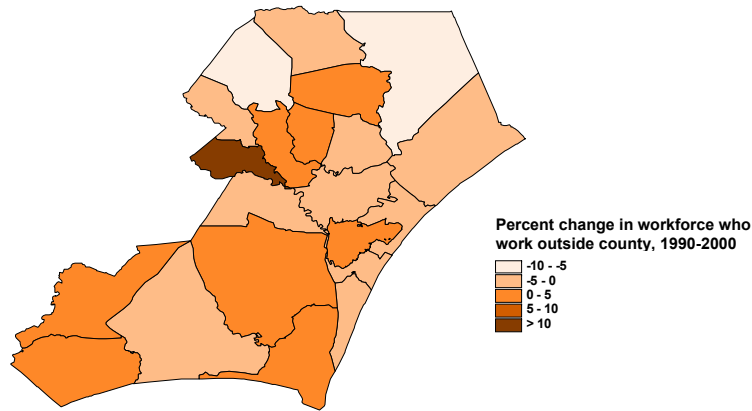 Percent change in workforce who
work outside county, 1990-2000
-10 - -5
-5 - 0
0 - 5
5 - 10
> 10